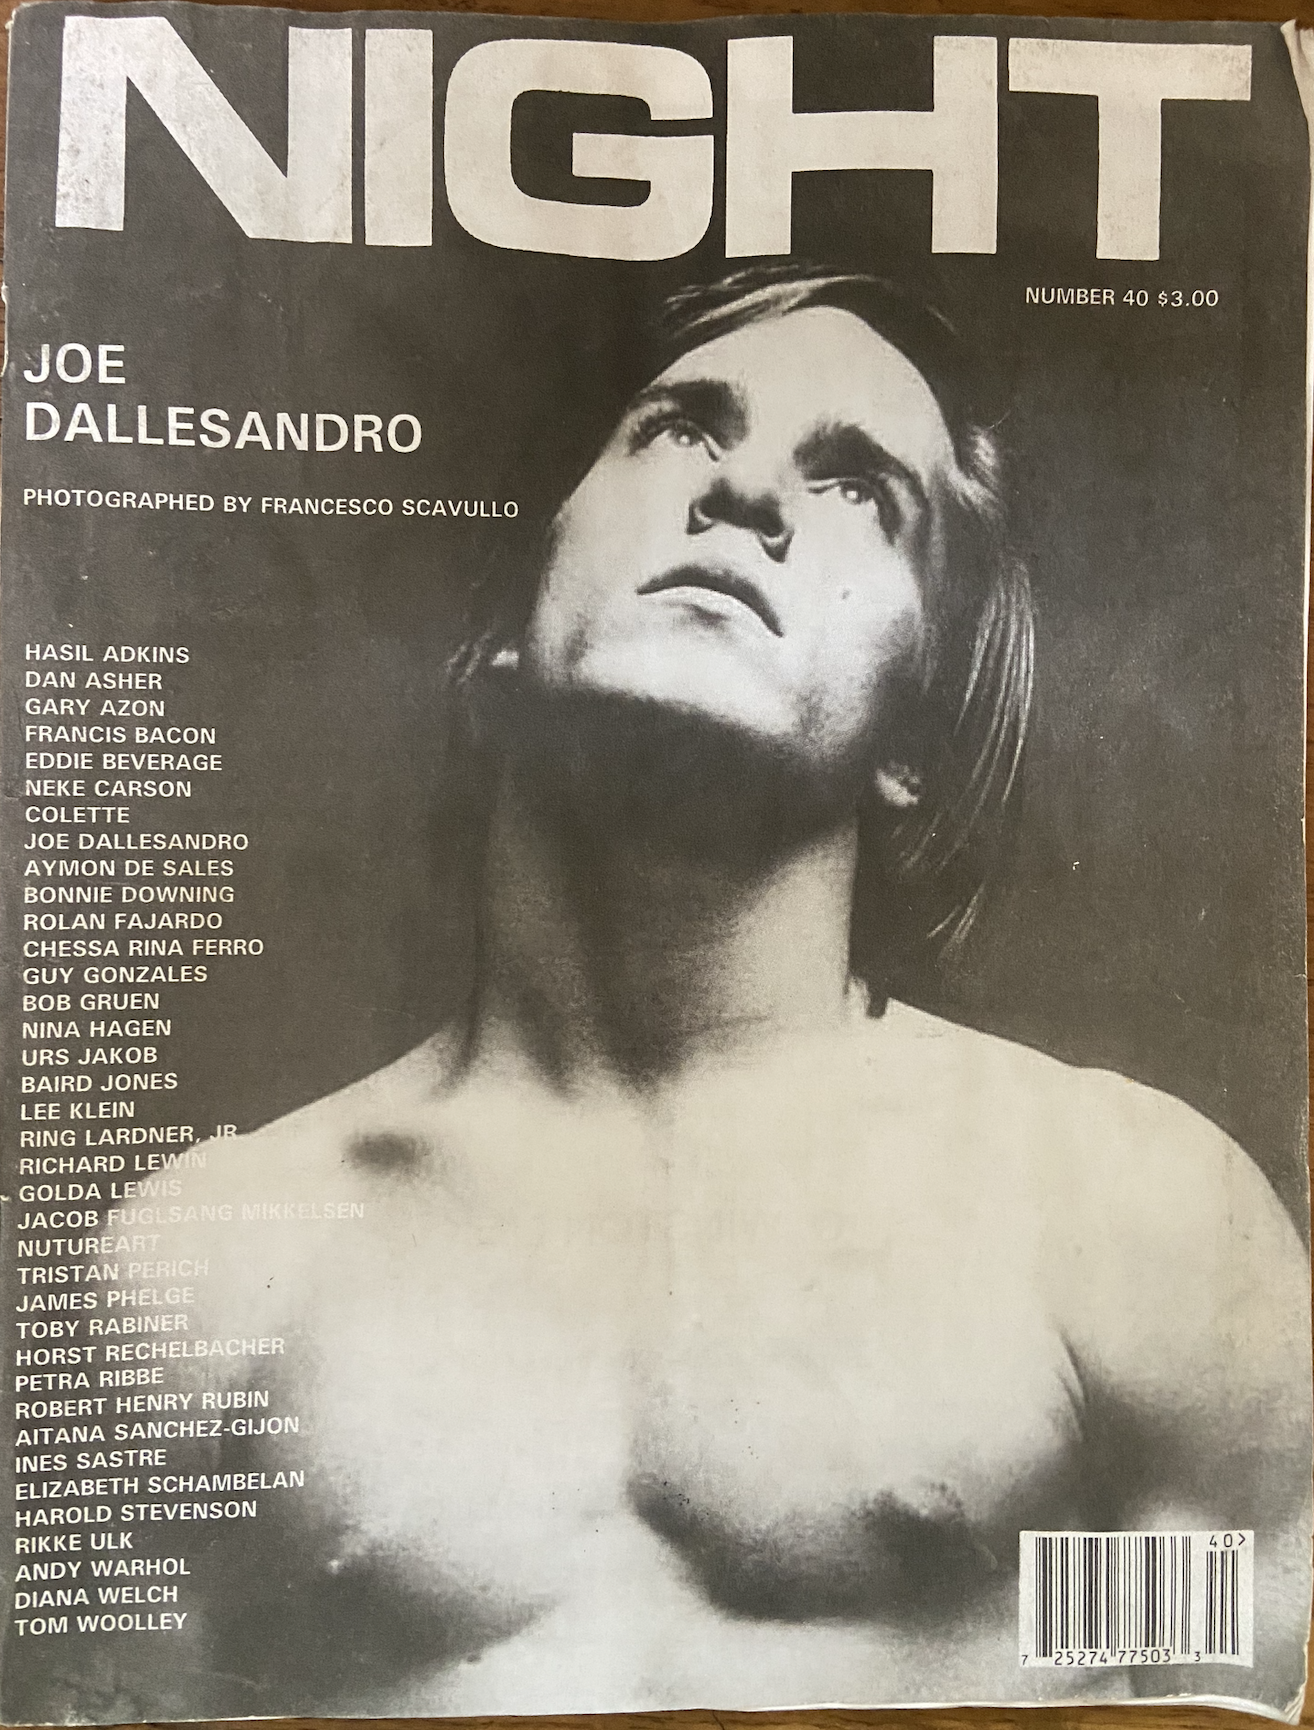 NIGHT
NUMBER 40 $3.00
JOE
DALLESANDRO
PHOTOGRAPHED BY FRANCESCO SCAVULLO
HASIL ADKINS
DAN ASHER
GARY AZON
FRANCIS BACON
EDDIE BEVERAGE
NEKE CARSON
COLETTE
JOE DALLESANDRO
AYMON DE SALES
BONNIE DOWNING
ROLAN FAJARDO
CHESSA RINA FERRO
GUY GONZALES
BOB GRUEN
NINA HAGEN
URS JAKOB
BAIRD JONES
LEE KLEIN
RING LARDNER, JR
RICHARD LEWIN
GOLDA LEWIS
JACOB FUGLSANG MIKKELSEN
NUTUREART
TRISTAN PERICH
JAMES PHELGE
TOBY RABINER
HORST RECHELBACHER
PETRA RIBBE
ROBERT HENRY RUBIN
AITANA SANCHEZ-GIJON
INES SASTRE
ELIZABETH SCHAMBELAN
HAROLD STEVENSON
RIKKE ULK
ANDY WARHOL
DIANA WELCH
TOM WOOLLEY
40>
7 25274 77503 3